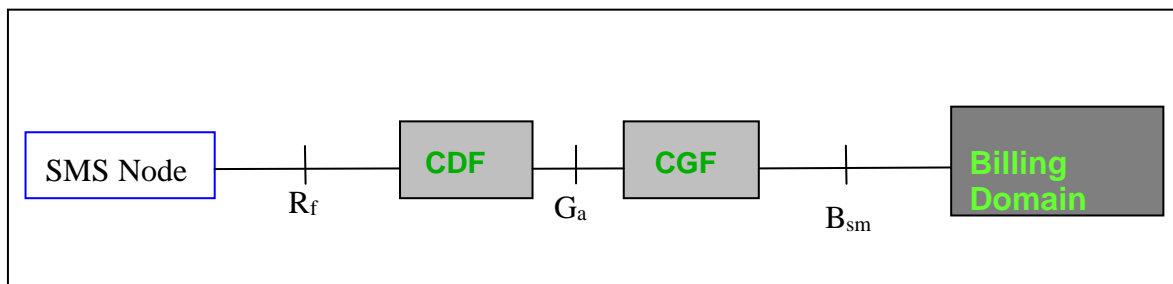 SMS Node
CDF
CGF
Billing
Domain
Rf
Ga
Bsm